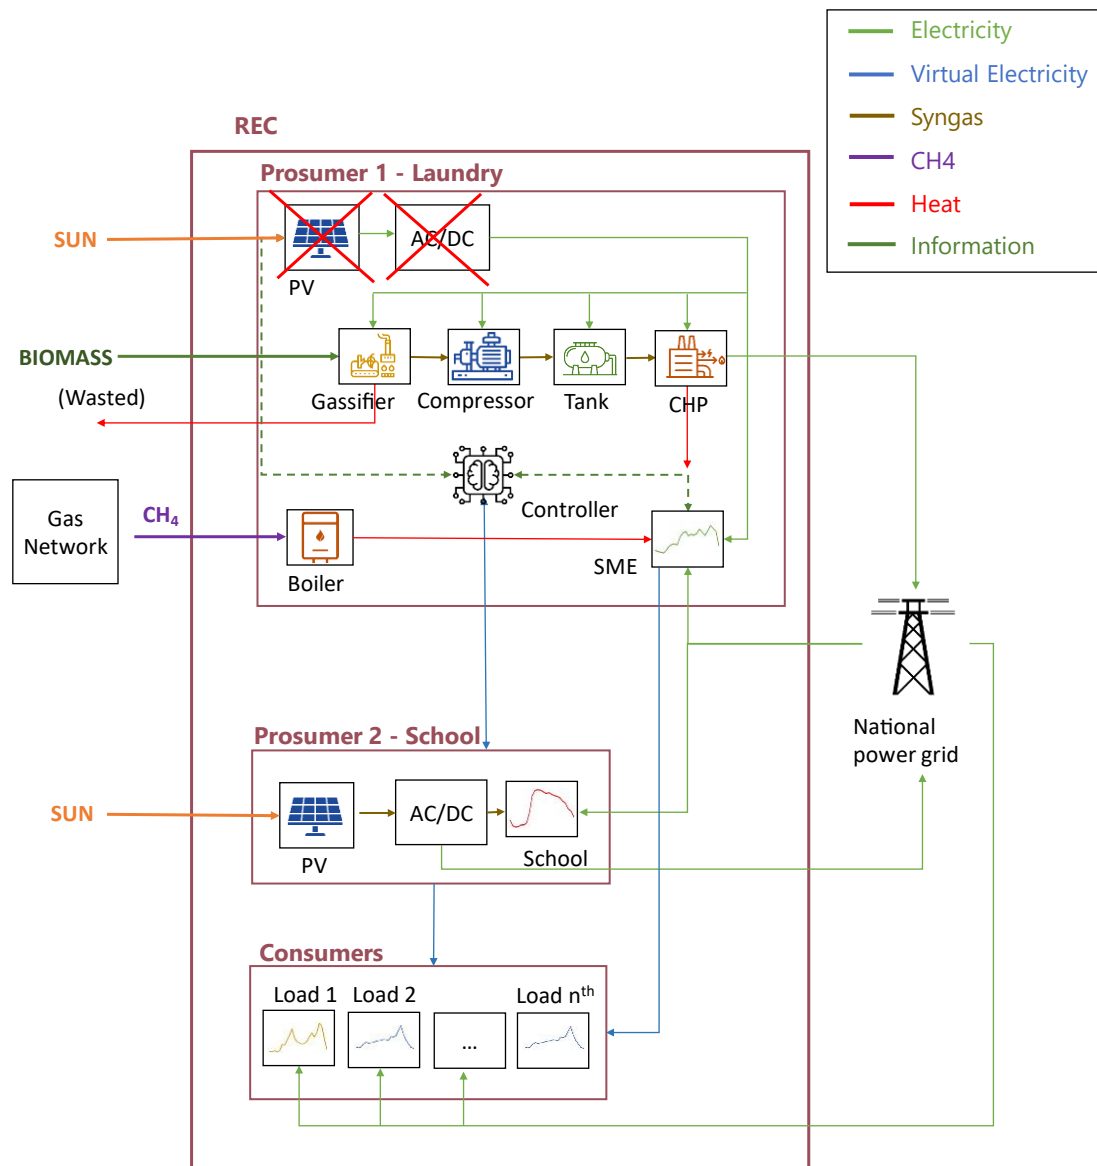 Electricity
Virtual Electricity
Syngas
CH4
Heat
Information
REC
Prosumer 1 - Laundry
SUN
AC/DC
PV
BIOMASS
(Wasted)
Gassifier
Compressor
Tank
CHP
Controller
Gas
Network
CH₄
Boiler
SME
National
power grid
Prosumer 2 - School
SUN
AC/DC
PV
School
Consumers
Load 1
Load 2
Load nᵗʰ
...